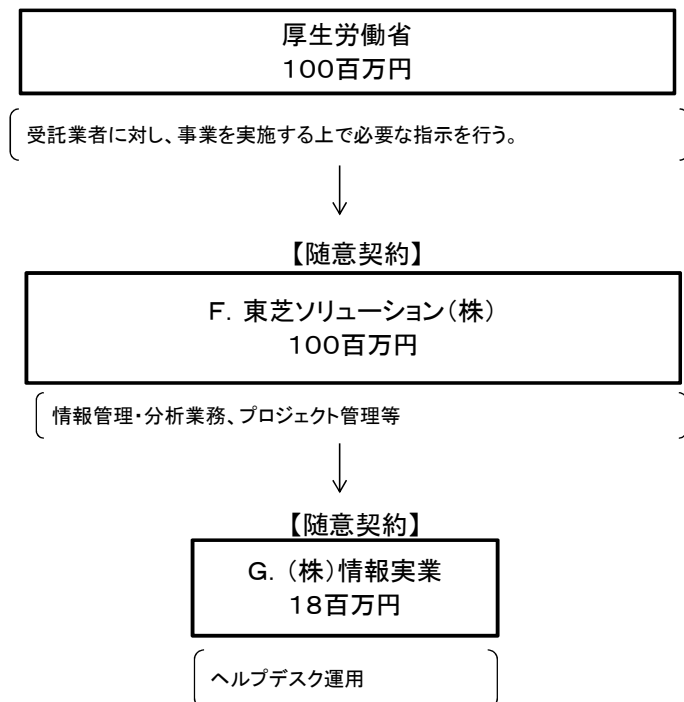 厚生労働省
100百万円
受託業者に対し、事業を実施する上で必要な指示を行う。
【随意契約】
F．東芝ソリューション（株）
100百万円
情報管理・分析業務、プロジェクト管理等
【随意契約】
G．（株）情報実業
18百万円
ヘルプデスク運用